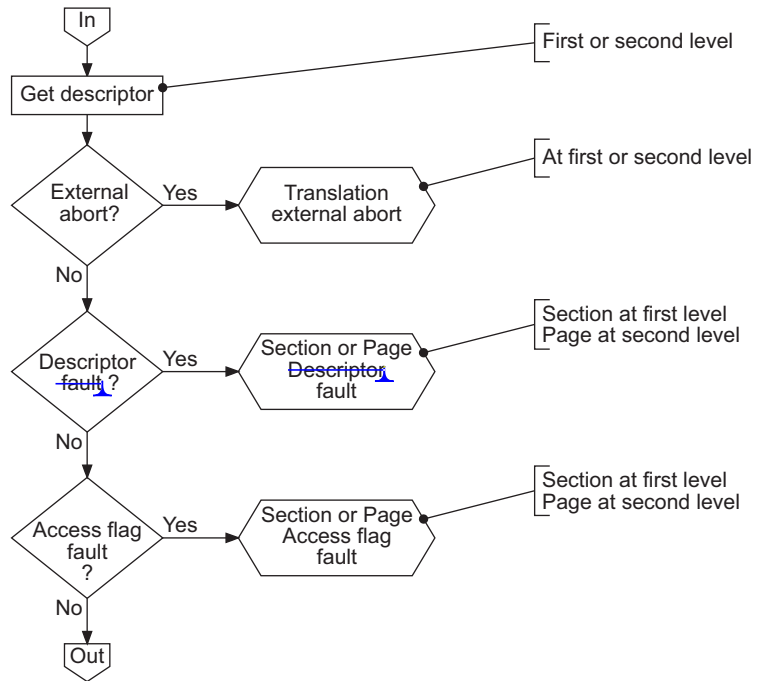 In
First or second level
Get descriptor
At first or second level
External
abort?
Yes
Translation
external abort
No
Section at first level
Page at second level
Descriptor
fault ?
Yes
Section or Page
Descriptor
fault
No
Section at first level
Page at second level
Access flag
fault
?
Yes
Section or Page
Access flag
fault
No
Out